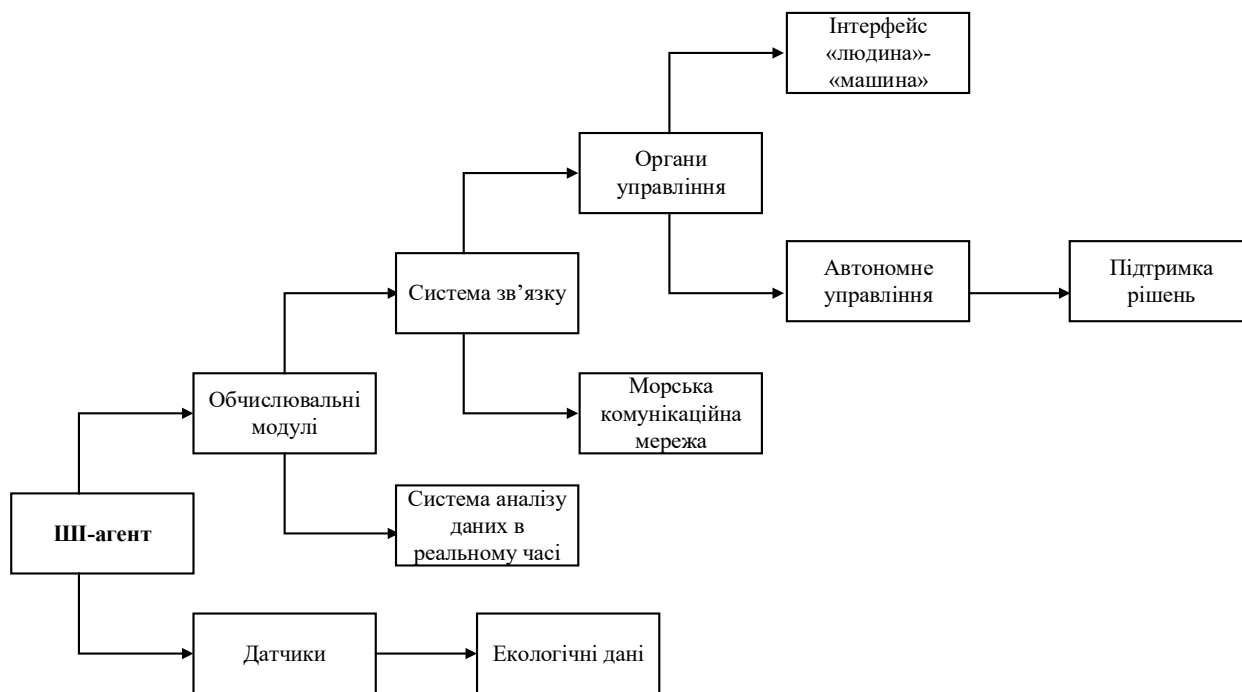 Інтерфейс
«людина»-
«машина»
Органи
управління
Автономне
управління
Підтримка
рішень
Система зв’язку
Морська
комунікаційна
мережа
Обчислювальні
модулі
Система аналізу
даних в
реальному часі
ШІ-агент
Датчики
Екологічні дані